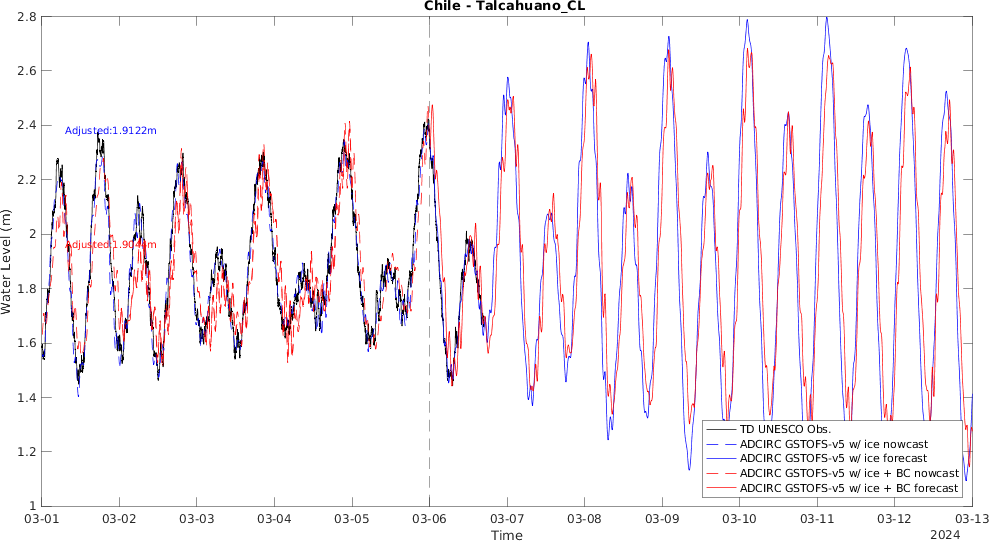 Chile - Talcahuano_CL
2.8
2.6
2.4
2.2
2
1.8
1.6
1.4
1.2
1
Water Level (m)
Adjusted:1.9122m
TD UNESCO Obs.
ADCIRC GSTOFS-v5 w/ ice nowcast
ADCIRC GSTOFS-v5 w/ ice forecast
ADCIRC GSTOFS-v5 w/ ice + BC nowcast
ADCIRC GSTOFS-v5 w/ ice + BC forecast
03-01 03-02 03-03 03-04 03-05 03-06 03-07 03-08 03-09 03-10 03-11 03-12 03-13
Time
2024